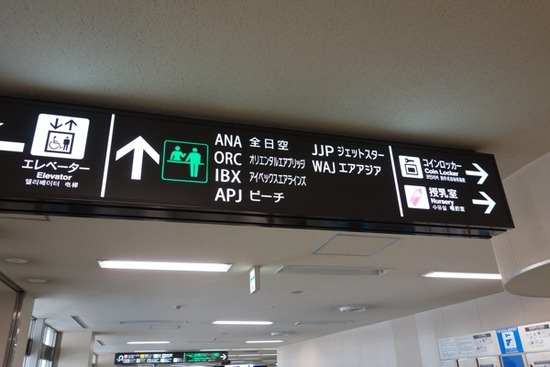 エレベーター
Elevator
엘리베이터 电梯
ANA 全日空
ORC オリエンタルエアブリッジ
IBX アイベックスエアラインズ
APJ ピーチ
JJP ジェットスター
WAJ エアアジア
コインロッカー
Coin Locker
授乳室
Nursery
수유실